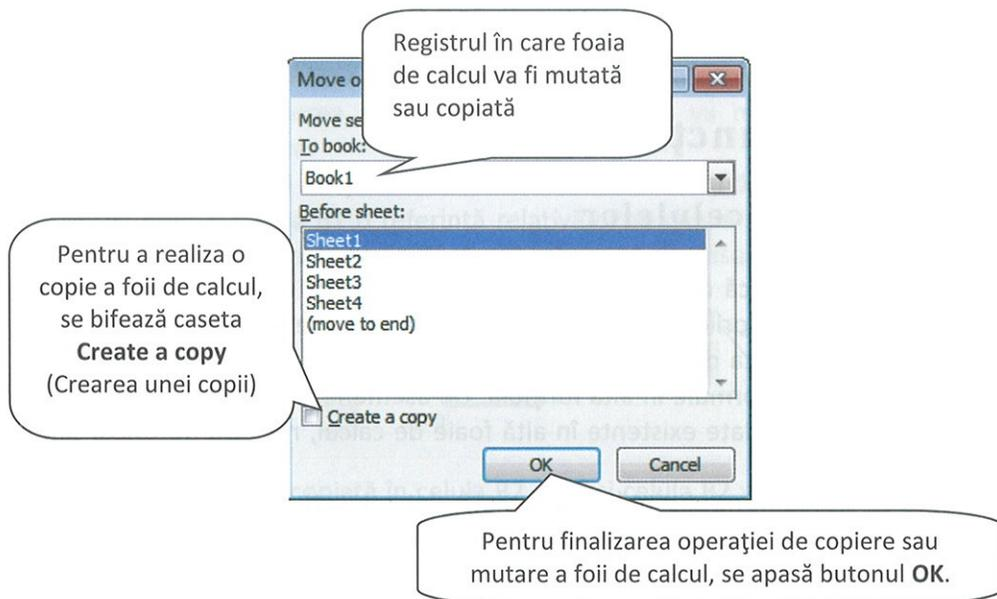 Registrul în care foaia
de calcul va fi mutată
sau copiată
Move o
Move se
To book:
Book1
Before sheet:
Sheet1
Sheet2
Sheet3
Sheet4
(move to end)
Pentru a realiza o
copie a foii de calcul,
se bifează caseta
Create a copy
(Crearea unei copii)
Create a copy
OK
Cancel
Pentru finalizarea operaţiei de copiere sau
mutare a foii de calcul, se apasă butonul OK.